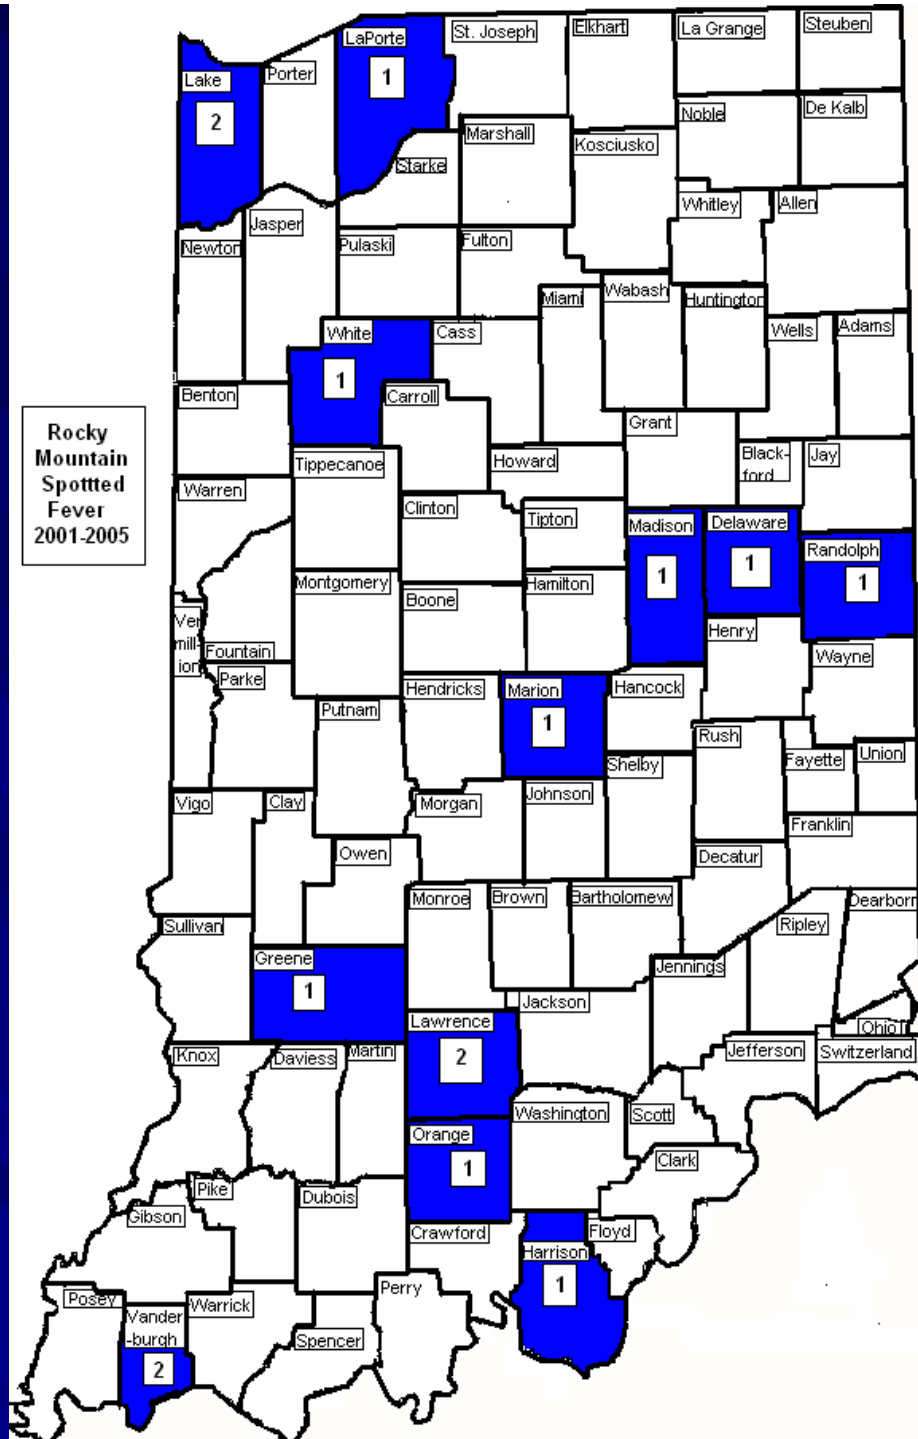 LaPorte
St. Joseph
Elkhart
La Grange
Steuben
Lake
Porter
1
2
Noble
De Kalb
Marshall
Kosciusko
Starke
Whitley
Allen
Jasper
Newton
Pulaski
Fulton
Miami
Wabash
Huntington
White
Cass
Wells
Adams
1
Benton
Carroll
Rocky
Mountain
Spottted
Fever
2001-2005
Grant
Tippecanoe
Howard
Black-
ford
Jay
Warren
Clinton
Tipton
Madison
Delaware
Randolph
1
1
1
Montgomery
Boone
Hamilton
Ver
mill-
ion
Fountain
Henry
Wayne
Parke
Hendricks
Marion
Hancock
Putnam
1
Rush
Shelby
Fayette
Union
Vigo
Clay
Morgan
Johnson
Franklin
Owen
Decatur
Monroe
Brown
Bartholomew
Dearborn
Sullivan
Ripley
Greene
Jennings
1
Jackson
Lawrence
Ohio
Knox
Daviess
Martin
2
Jefferson
Switzerland
Washington
Scott
Orange
1
Clark
Pike
Dubois
Gibson
Crawford
Floyd
Harrison
1
Posey
Warrick
Perry
Vander
-burgh
Spencer
2